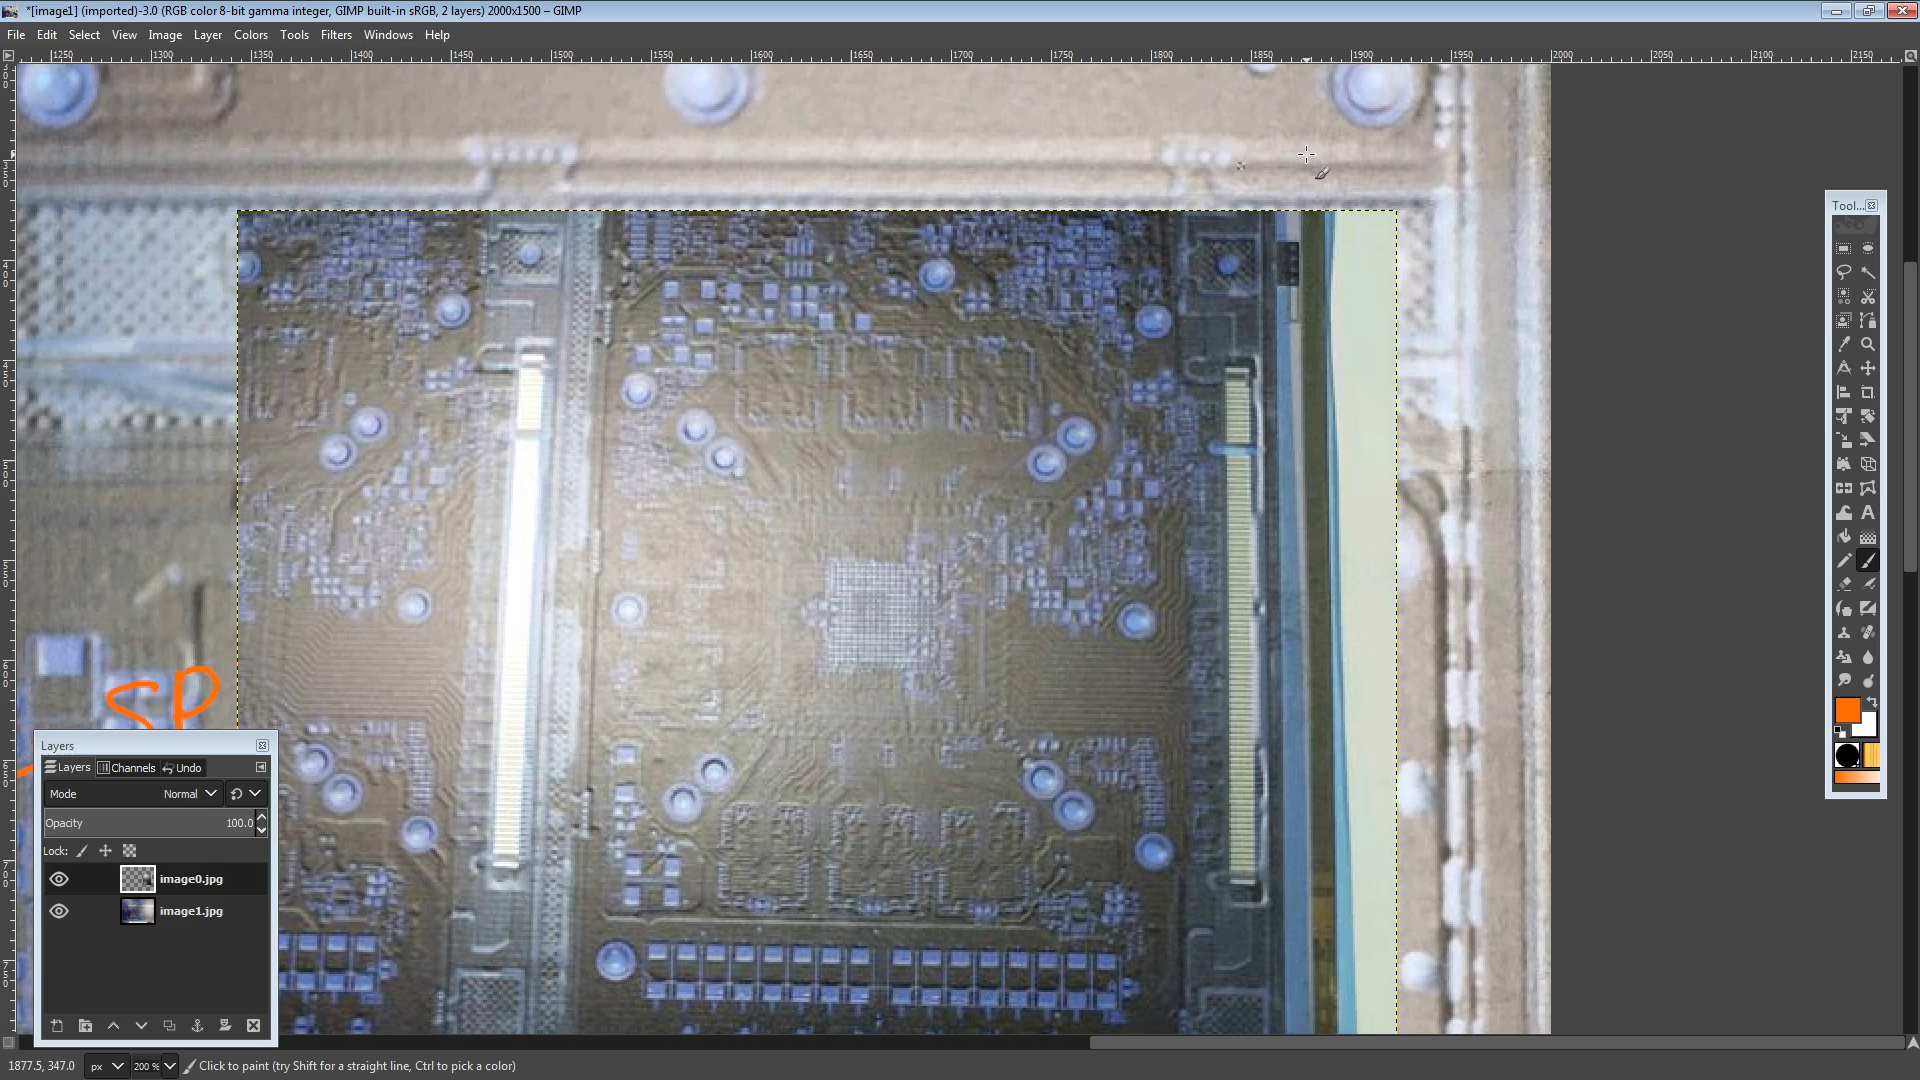 *[image1] (imported)-3.0 (RGB color 8-bit gamma integer, GIMP built-in sRGB, 2 layers) 2000x1500 – GIMP
File Edit Select View Image Layer Colors Tools Filters Windows Help
1250 1300 1350 1400 1450 1500 1550 1600 1650 1700 1750 1800 1850 1900 1950 2000 2050 2100 2150
Tool...
SP
Layers
Layers Channels Undo
Mode Normal
Opacity 100.0
Lock:
image0.jpg
image1.jpg
1877.5, 347.0 px 200 % Click to paint (try Shift for a straight line, Ctrl to pick a color)